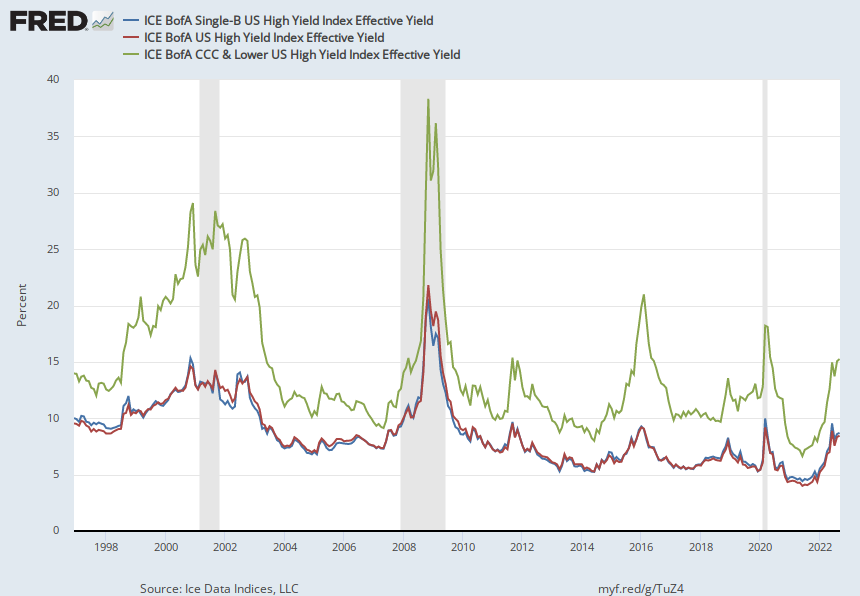 FRED
ICE BofA Single-B US High Yield Index Effective Yield
ICE BofA US High Yield Index Effective Yield
ICE BofA CCC & Lower US High Yield Index Effective Yield
40
35
30
25
20
15
10
5
0
Percent
1998 2000 2002 2004 2006 2008 2010 2012 2014 2016 2018 2020 2022
Source: Ice Data Indices, LLC myf.red/g/TuZ4